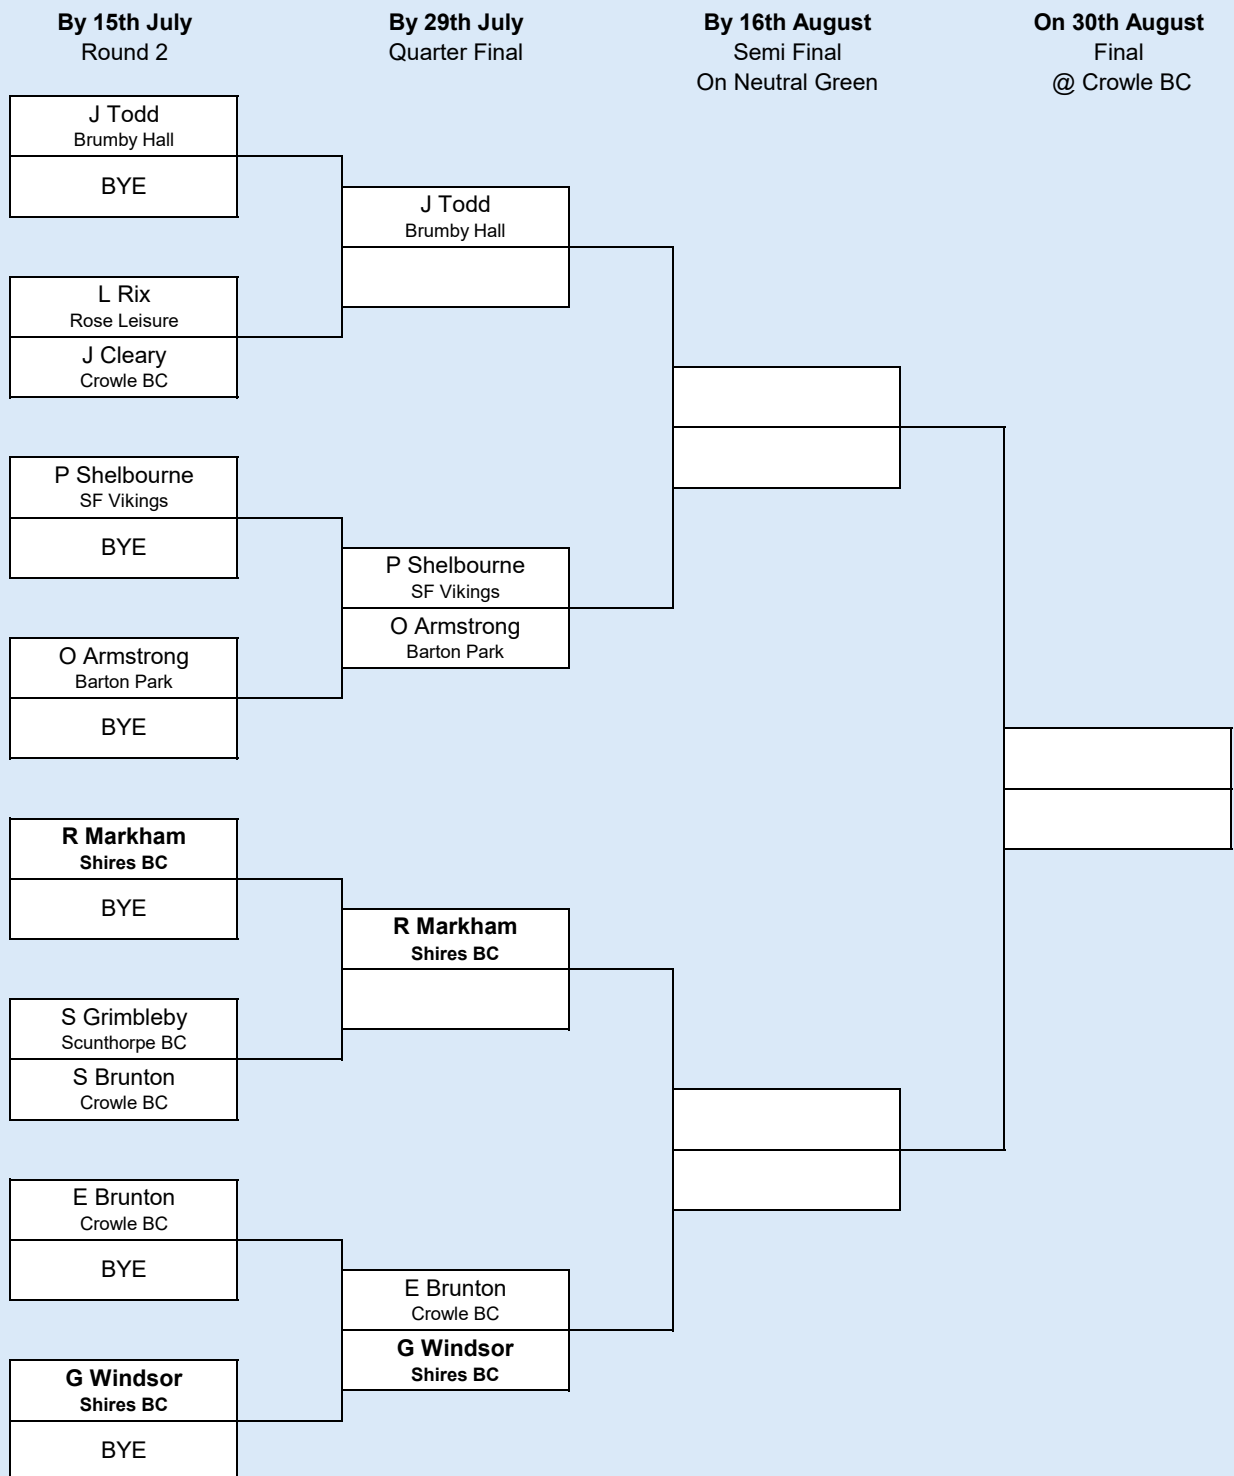 By 15th July
Round 2
By 29th July
Quarter Final
By 16th August
Semi Final
On Neutral Green
On 30th August
Final
@ Crowle BC
J Todd
Brumby Hall
BYE
L Rix
Rose Leisure
J Cleary
Crowle BC
P Shelbourne
SF Vikings
BYE
O Armstrong
Barton Park
BYE
R Markham
Shires BC
BYE
S Grimbleby
Scunthorpe BC
S Brunton
Crowle BC
E Brunton
Crowle BC
BYE
G Windsor
Shires BC
BYE
J Todd
Brumby Hall
P Shelbourne
SF Vikings
O Armstrong
Barton Park
R Markham
Shires BC
E Brunton
Crowle BC
G Windsor
Shires BC